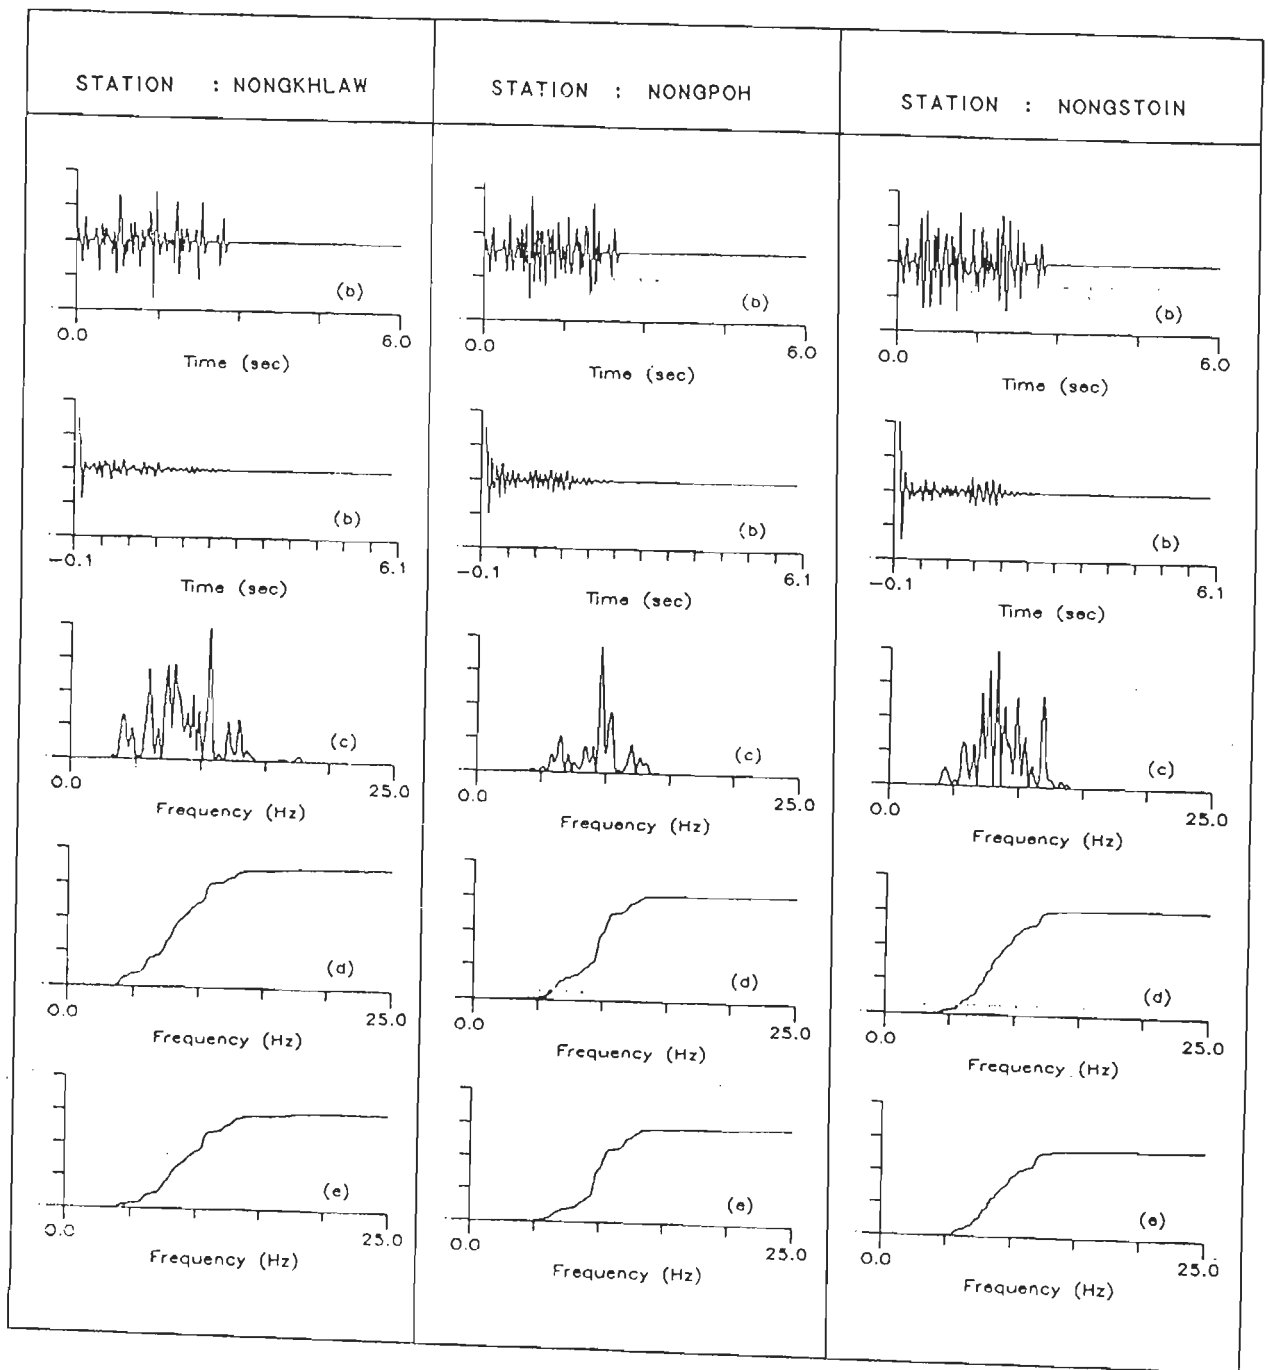 STATION : NONGKHLAW
(b)
0.0 6.0
Time (sec)
(b)
-0.1 6.1
Time (sec)
(c)
0.0 25.0
Frequency (Hz)
(d)
0.0 25.0
Frequency (Hz)
(e)
0.0 25.0
Frequency (Hz)
STATION : NONGPOH
(b)
0.0 6.0
Time (sec)
(b)
-0.1 6.1
Time (sec)
(c)
0.0 25.0
Frequency (Hz)
(d)
0.0 25.0
Frequency (Hz)
(e)
0.0 25.0
Frequency (Hz)
STATION : NONGSTOIN
(b)
0.0 6.0
Time (sec)
(b)
-0.1 6.1
Time (sec)
(c)
0.0 25.0
Frequency (Hz)
(d)
0.0 25.0
Frequency (Hz)
(e)
0.0 25.0
Frequency (Hz)